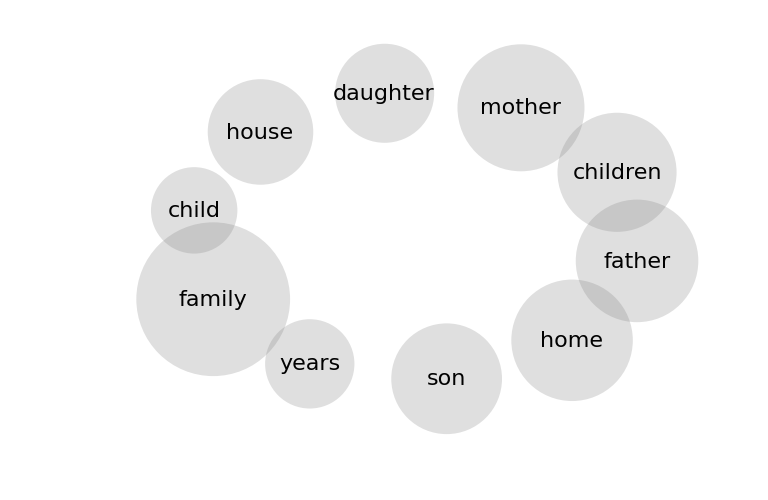 daughter
mother
house
children
child
father
family
home
years
son